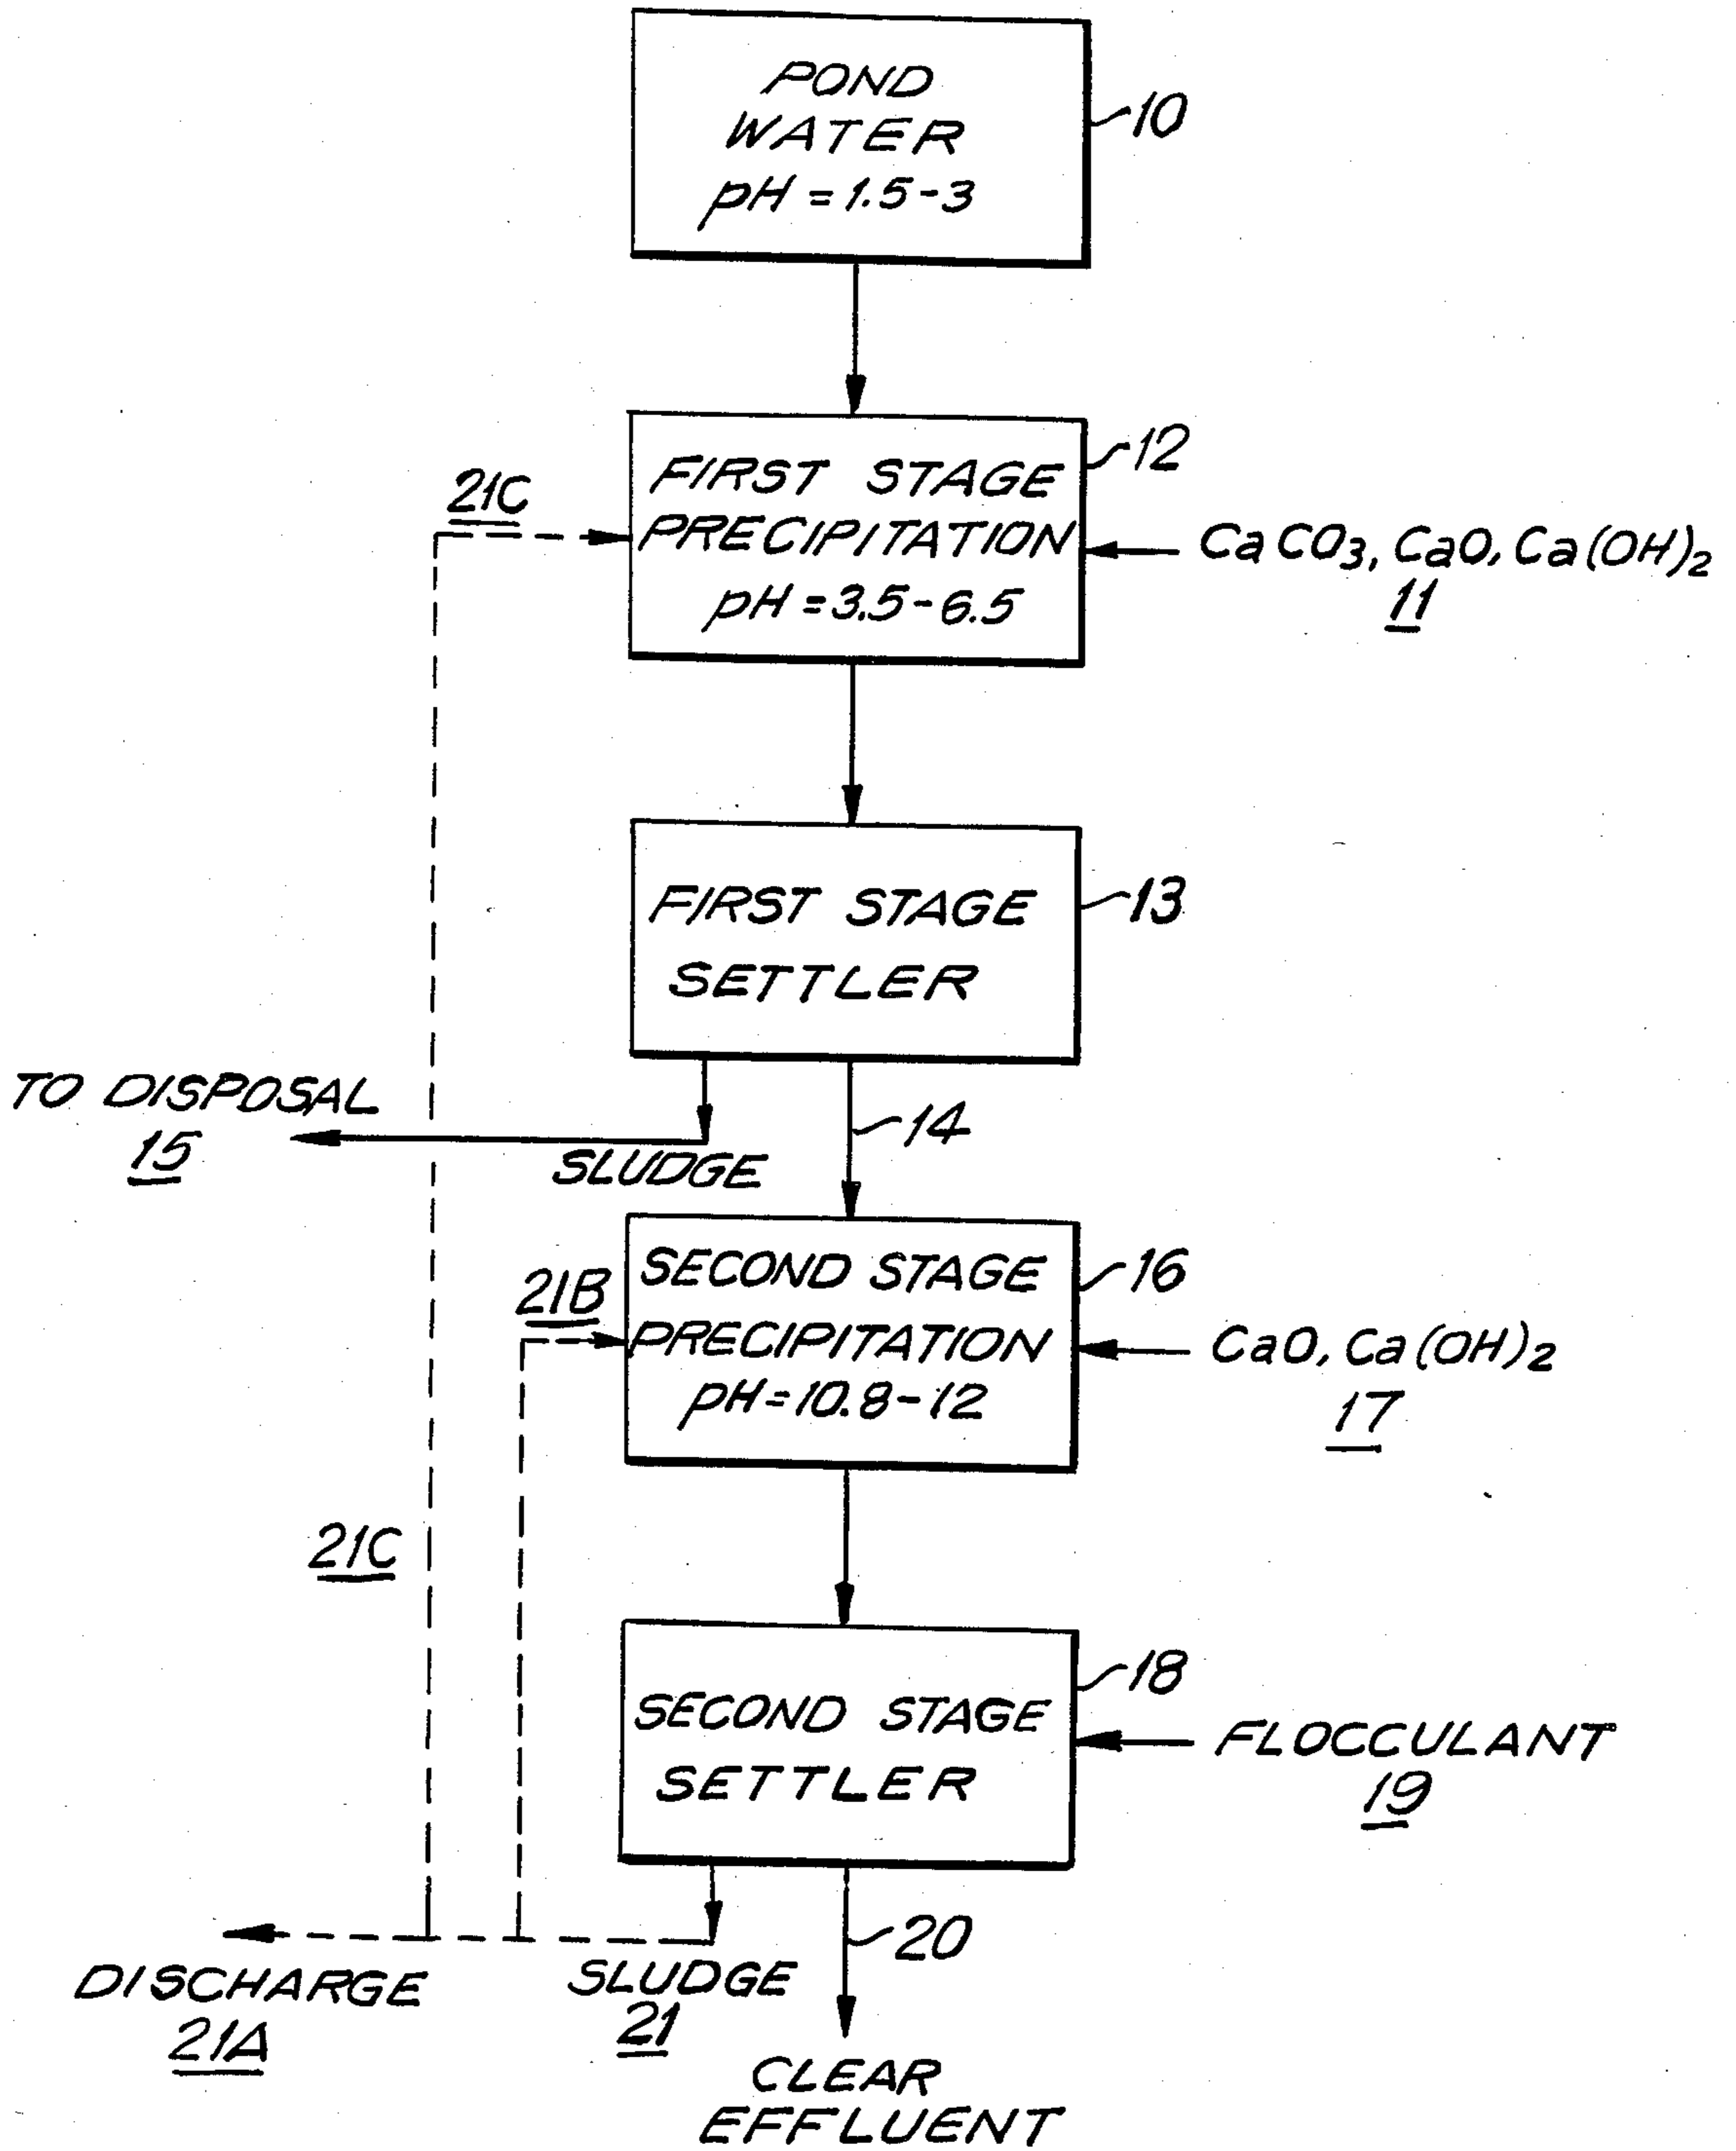 POND
WATER
pH = 1.5-3
10
FIRST STAGE
PRECIPITATION
pH = 3.5-6.5
12
21C
CaCO3, CaO, Ca(OH)2
11
FIRST STAGE
SETTLER
13
TO DISPOSAL
15
SLUDGE
14
SECOND STAGE
PRECIPITATION
pH = 10.8-12
16
21B
CaO, Ca(OH)2
17
21C
SECOND STAGE
SETTLER
18
FLOCCULANT
19
DISCHARGE
21A
SLUDGE
21
20
CLEAR
EFFLUENT